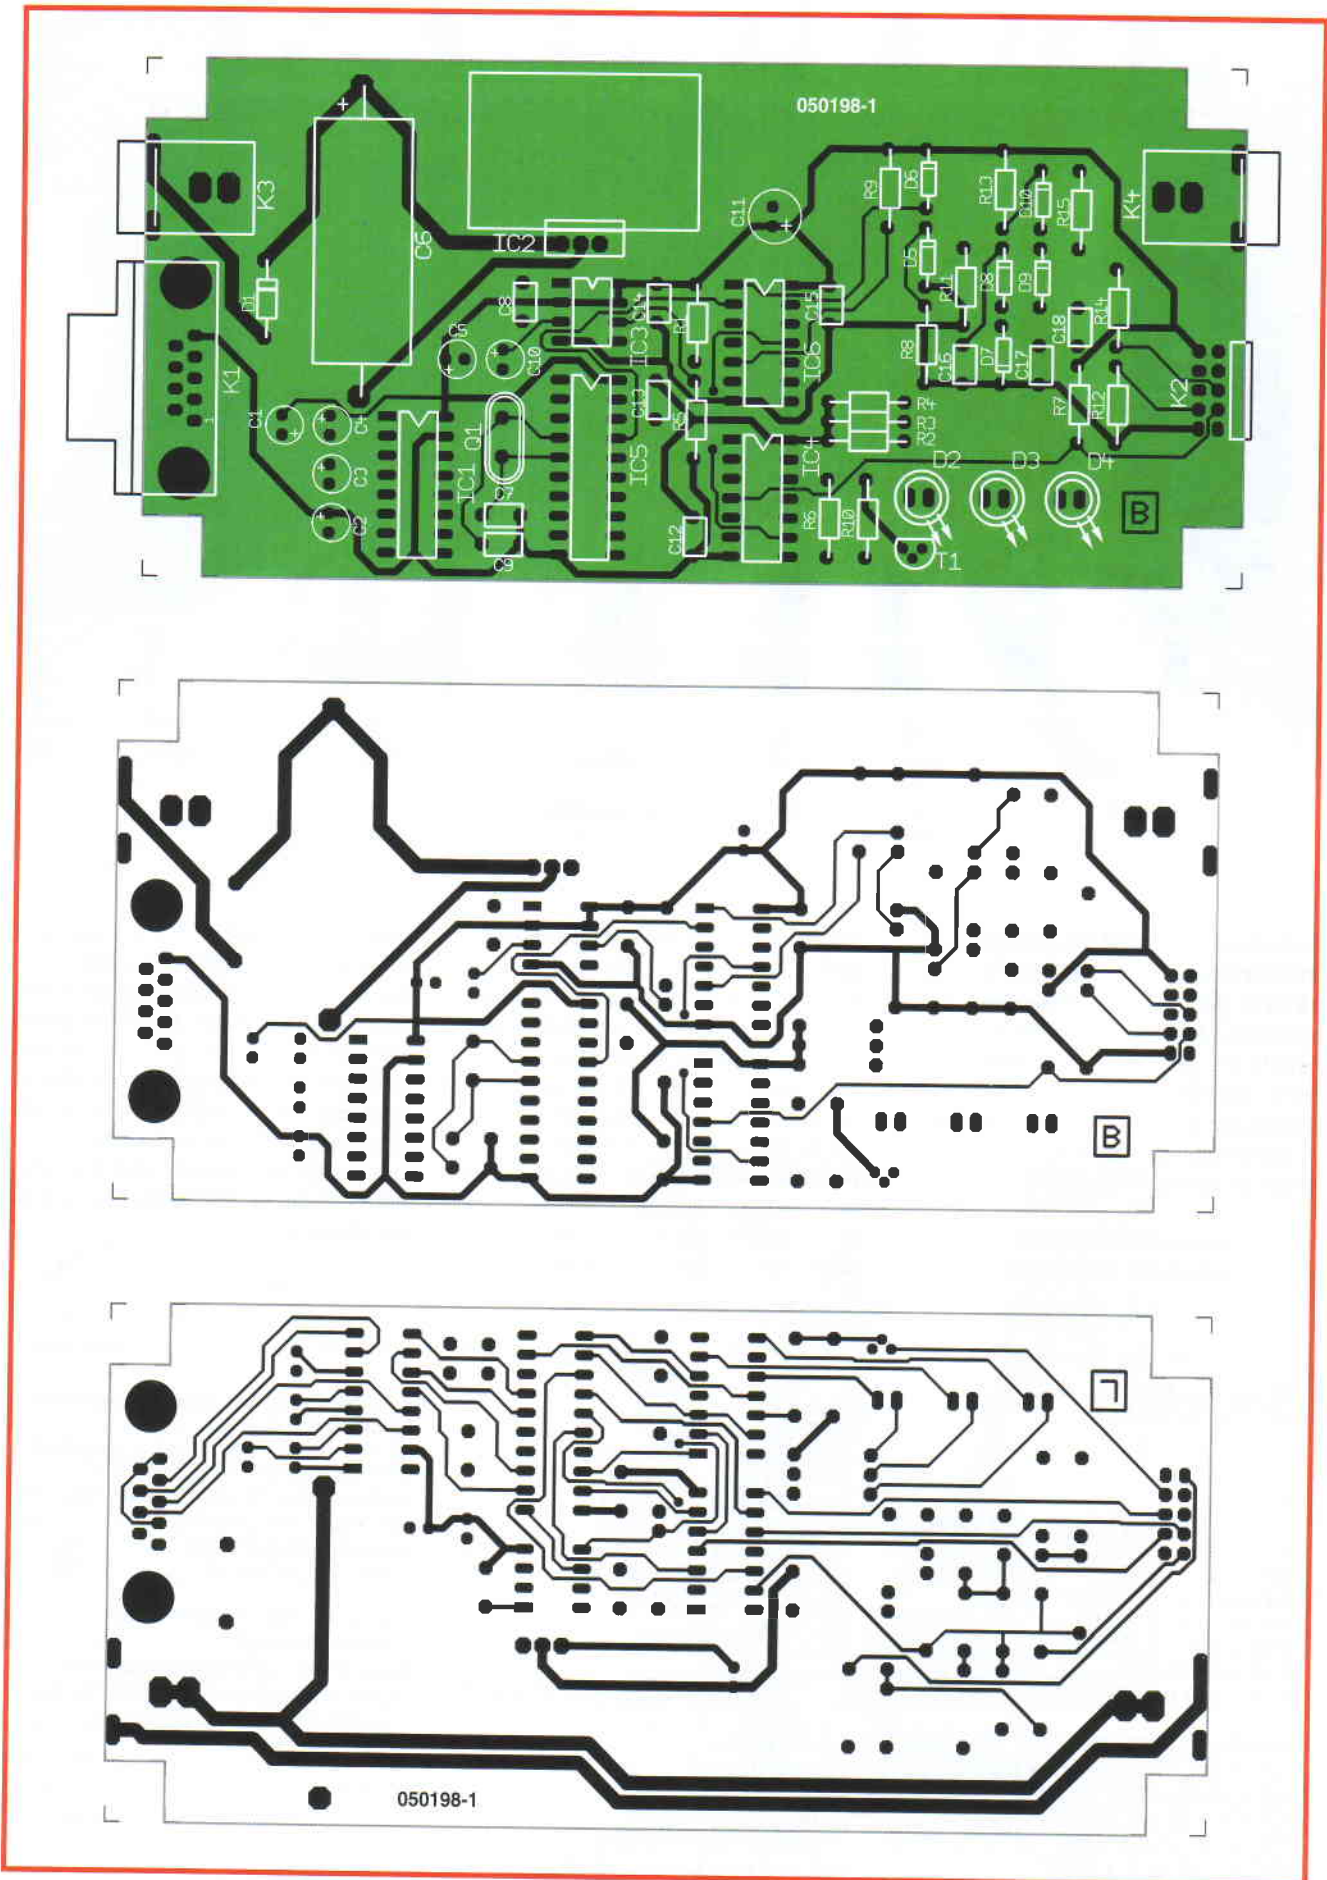 050198-1
K3
+
C6
IC2
C11
+
R9
D6
R13
D10
R15
K4
D1
C8
C14
R1
C15
D5
R11
D8
D9
R14
C18
K1
1
C5
+
C10
+
IC3
IC6
R8
C16
D7
C17
K2
C1
+
C4
+
C13
R5
R4
R3
R2
R7
R12
Q1
IC1
IC5
IC4
C3
+
C2
+
C7
C9
C12
R6
R10
D2
D3
D4
T1
B
B
050198-1